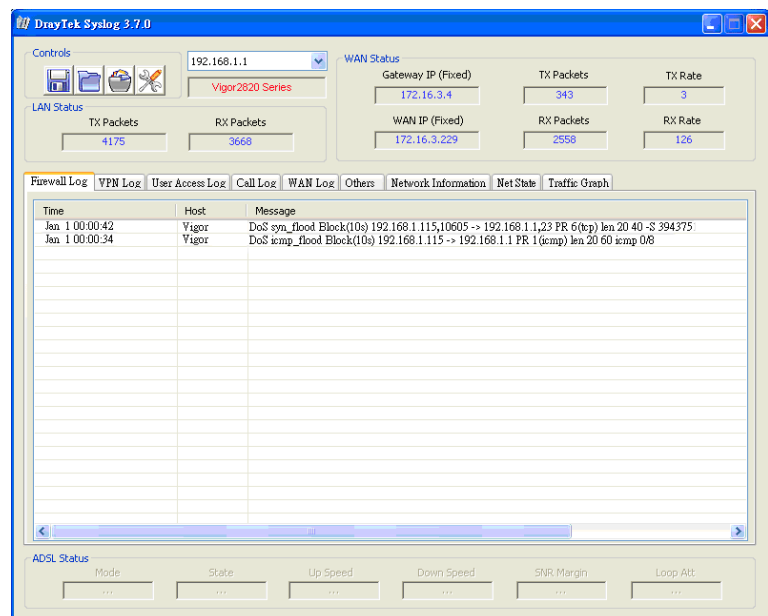 DrayTek Syslog 3.7.0
Controls
192.168.1.1
Vigor2820 Series
LAN Status
TX Packets RX Packets
4175 3668
WAN Status
Gateway IP (Fixed) TX Packets TX Rate
172.16.3.4 343 3
WAN IP (Fixed) RX Packets RX Rate
172.16.3.229 2558 126
Firewall Log VPN Log User Access Log Call Log WAN Log Others Network Information Net State Traffic Graph
Time Host Message
Jan 1 00:00:42 Vigor DoS syn_flood Block(10s) 192.168.1.115,10605 -> 192.168.1.1,23 PR 6(tcp) len 20 40 -S 394375
Jan 1 00:00:34 Vigor DoS icmp_flood Block(10s) 192.168.1.115 -> 192.168.1.1 PR 1(icmp) len 20 60 icmp 0/8
ADSL Status
Mode State Up Speed Down Speed SNR Margin Loop Att
... ... ... ... ... ...